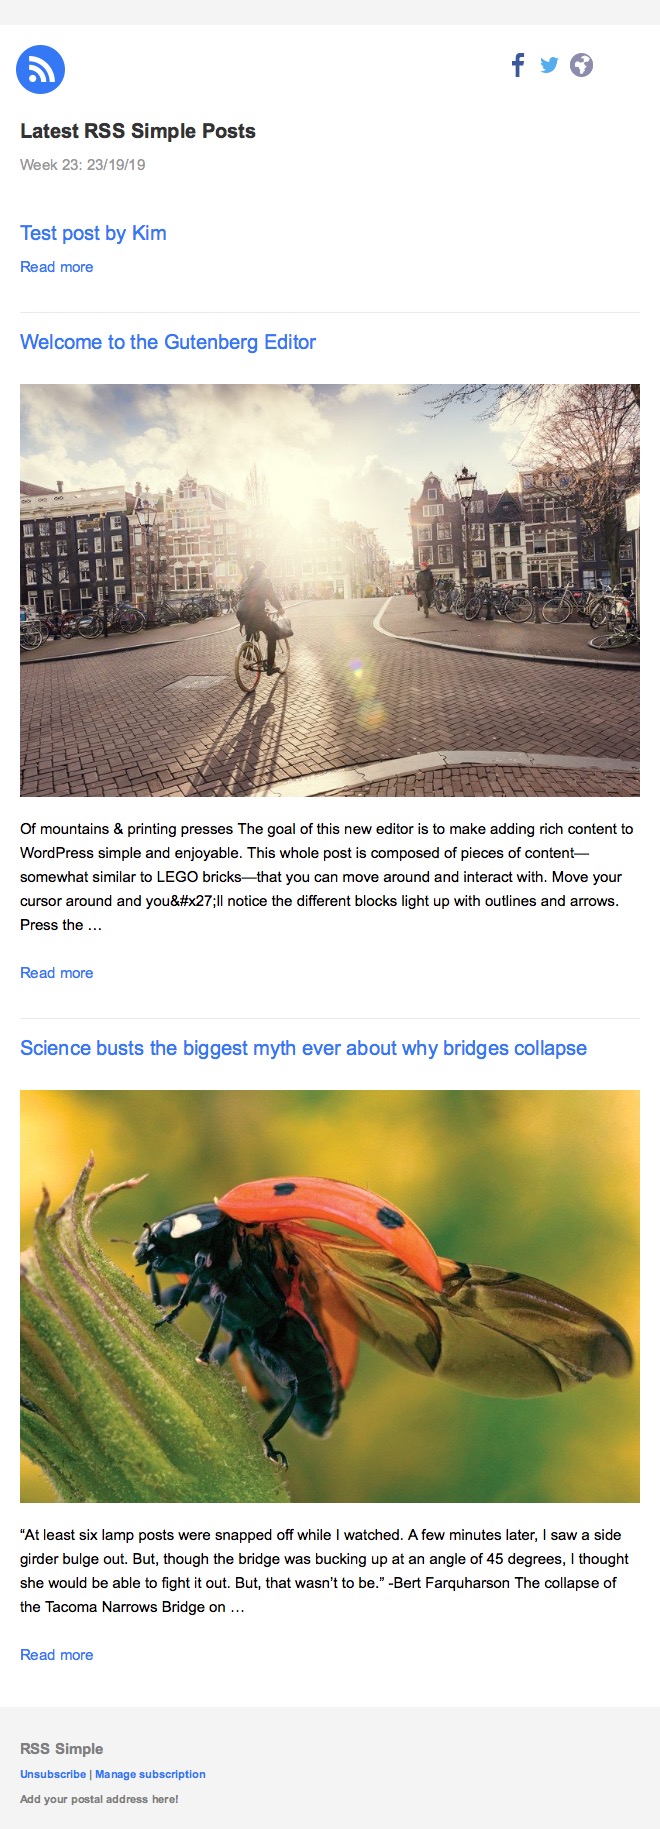 Latest RSS Simple Posts
Week 23: 23/19/19
Test post by Kim
Read more
Welcome to the Gutenberg Editor
Of mountains & printing presses The goal of this new editor is to make adding rich content to
WordPress simple and enjoyable. This whole post is composed of pieces of content—
somewhat similar to LEGO bricks—that you can move around and interact with. Move your
cursor around and you&#x27;ll notice the different blocks light up with outlines and arrows.
Press the …
Read more
Science busts the biggest myth ever about why bridges collapse
“At least six lamp posts were snapped off while I watched. A few minutes later, I saw a side
girder bulge out. But, though the bridge was bucking up at an angle of 45 degrees, I thought
she would be able to fight it out. But, that wasn’t to be.” -Bert Farquharson The collapse of
the Tacoma Narrows Bridge on …
Read more
RSS Simple
Unsubscribe | Manage subscription
Add your postal address here!